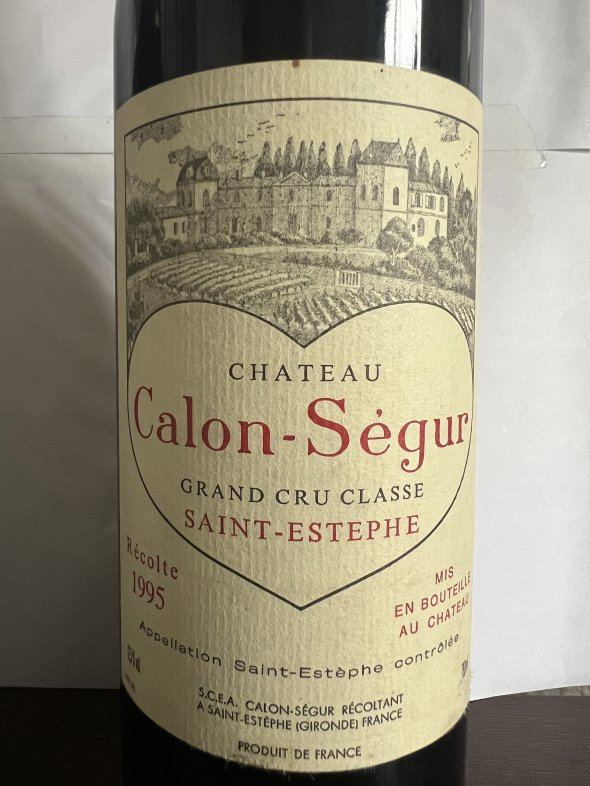 CHATEAU
Calon-Ségur
GRAND CRU CLASSE
SAINT-ESTEPHE
Récolte
1995
MIS
EN BOUTEILLE
AU CHATEAU
Appellation Saint-Estèphe contrôlée
S.C.E.A. CALON-SÉGUR RÉCOLTANT
A SAINT-ESTÈPHE (GIRONDE) FRANCE
PRODUIT DE FRANCE